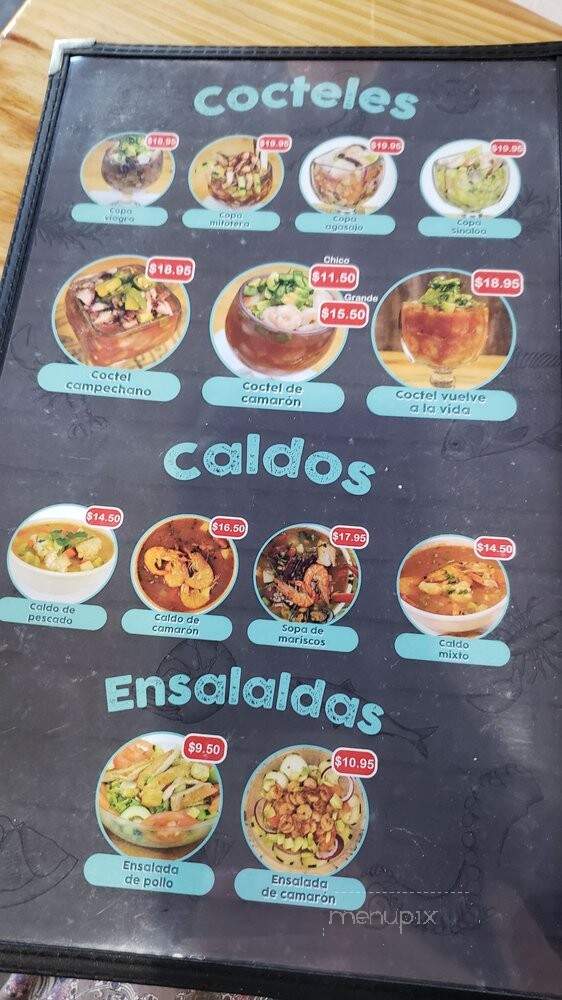 Cocteles
$18.95
$19.95
$19.95
$19.95
Copa
viagra
Copa
mitotera
Copa
agasajo
Copa
Sinaloa
$18.95
Chico
$11.50
Grande
$15.50
$18.95
Coctel
campechano
Coctel de
camarón
Coctel vuelve
a la vida
Caldos
$14.50
$16.50
$17.95
$14.50
Caldo de
pescado
Caldo de
camarón
Sopa de
mariscos
Caldo
mixto
Ensalaldas
$9.50
$10.95
Ensalada
de pollo
Ensalada
de camarón
menupix